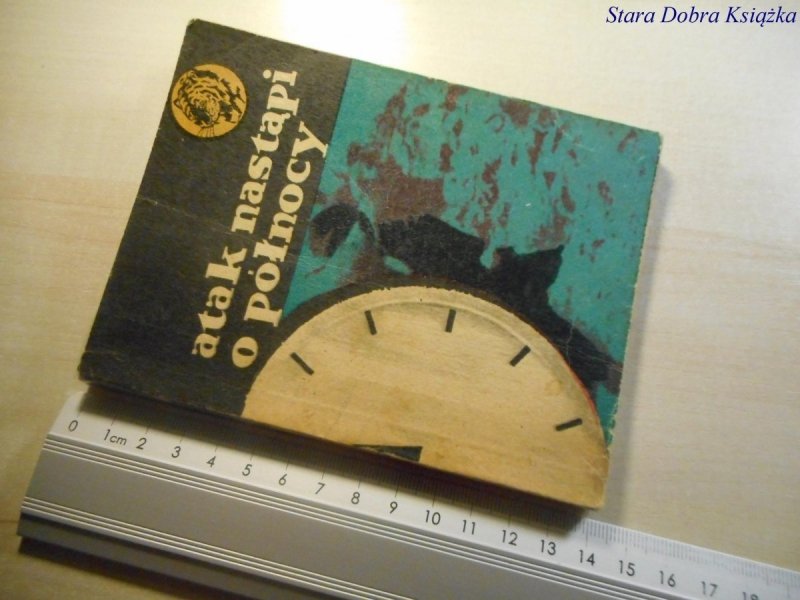 Stara Dobra Książka
atak nastąpi
o północy
0 1cm 2 3 4 5 6 7 8 9 10 11 12 13 14 15 16 17 18